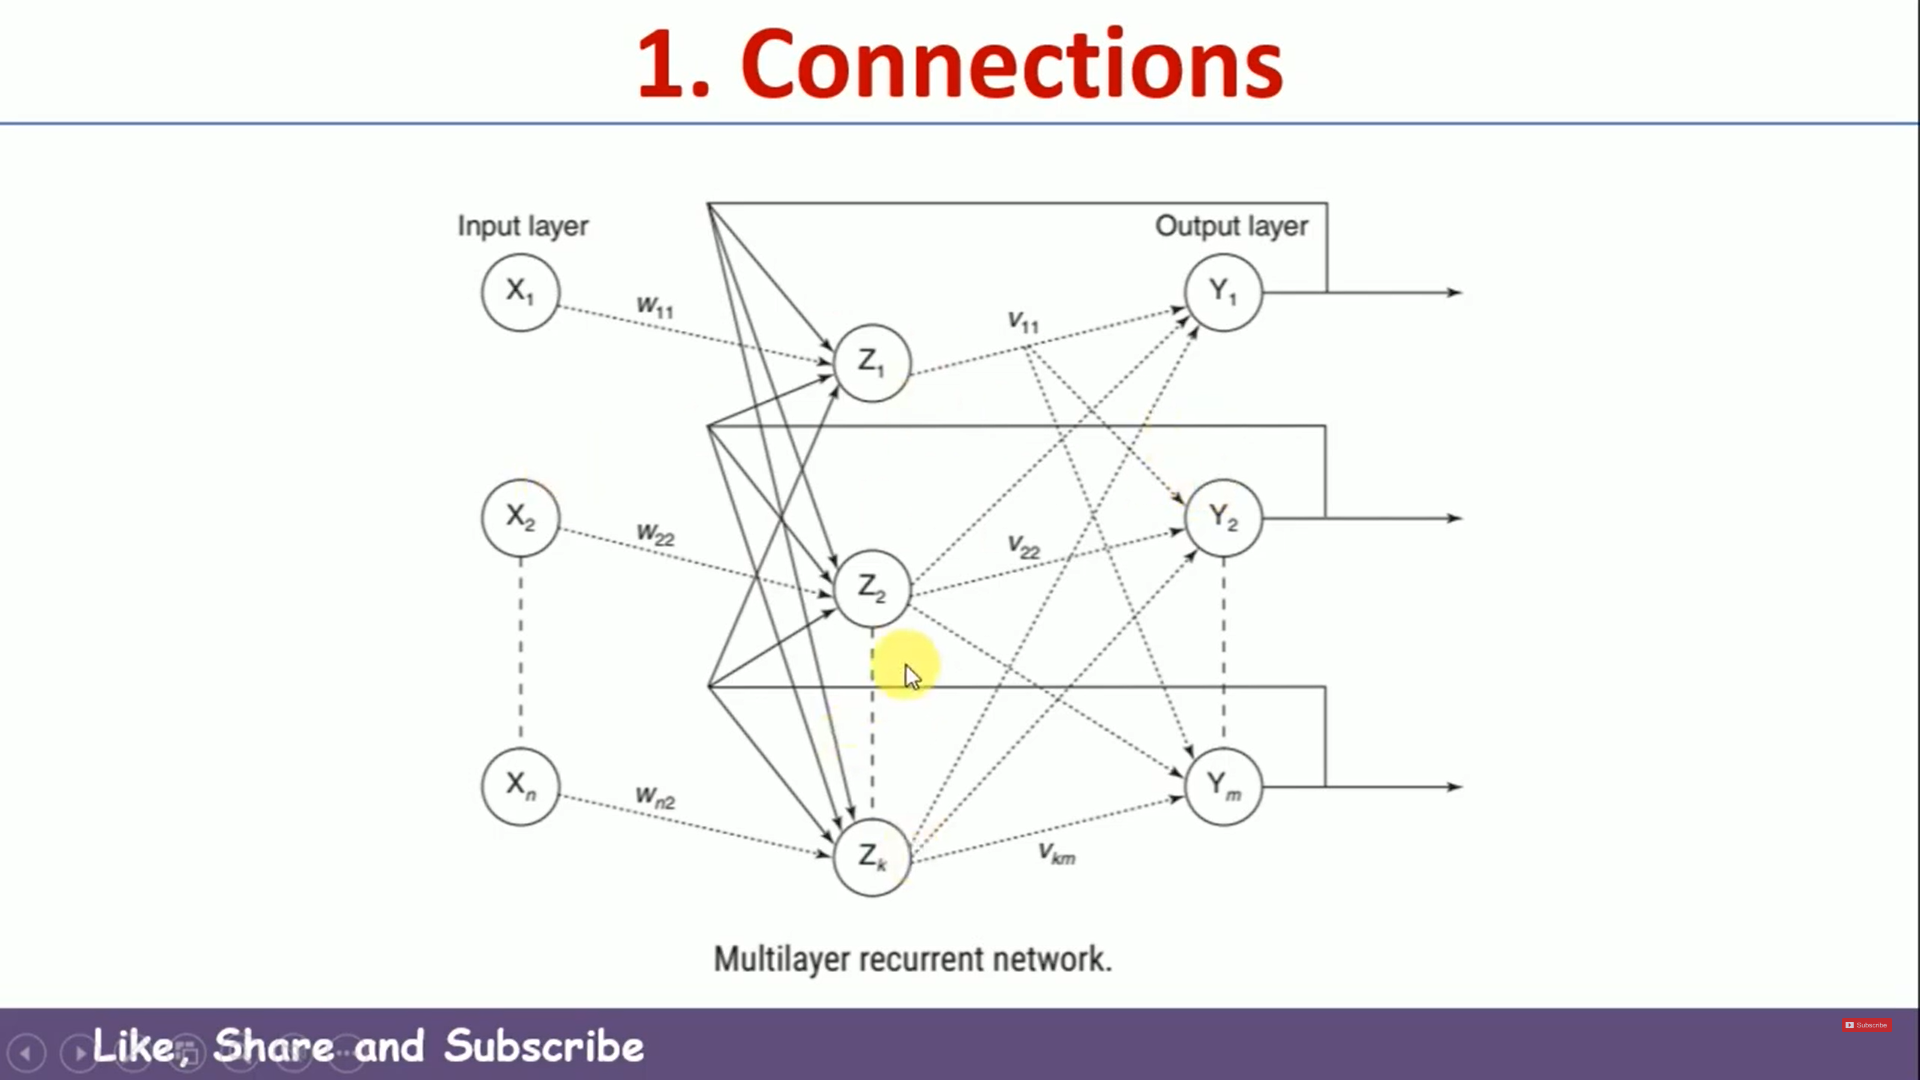 1. Connections
Input layer
Output layer
X1
w11
Z1
v11
Y1
X2
w22
Z2
v22
Y2
Xn
wn2
Zk
vkm
Ym
Multilayer recurrent network.
Like, Share and Subscribe
Subscribe